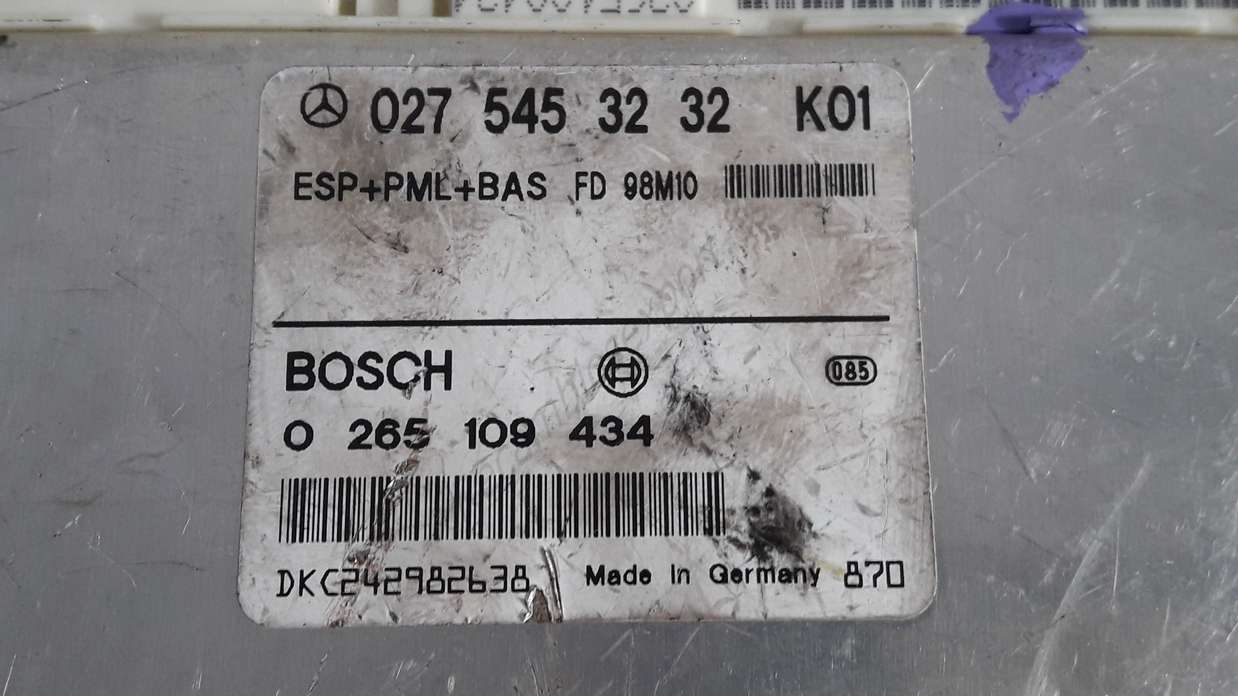 027 545 32 32 K01
ESP+PML+BAS FD 98M10
BOSCH 085
0 265 109 434
DKC242982638 Made in Germany 870